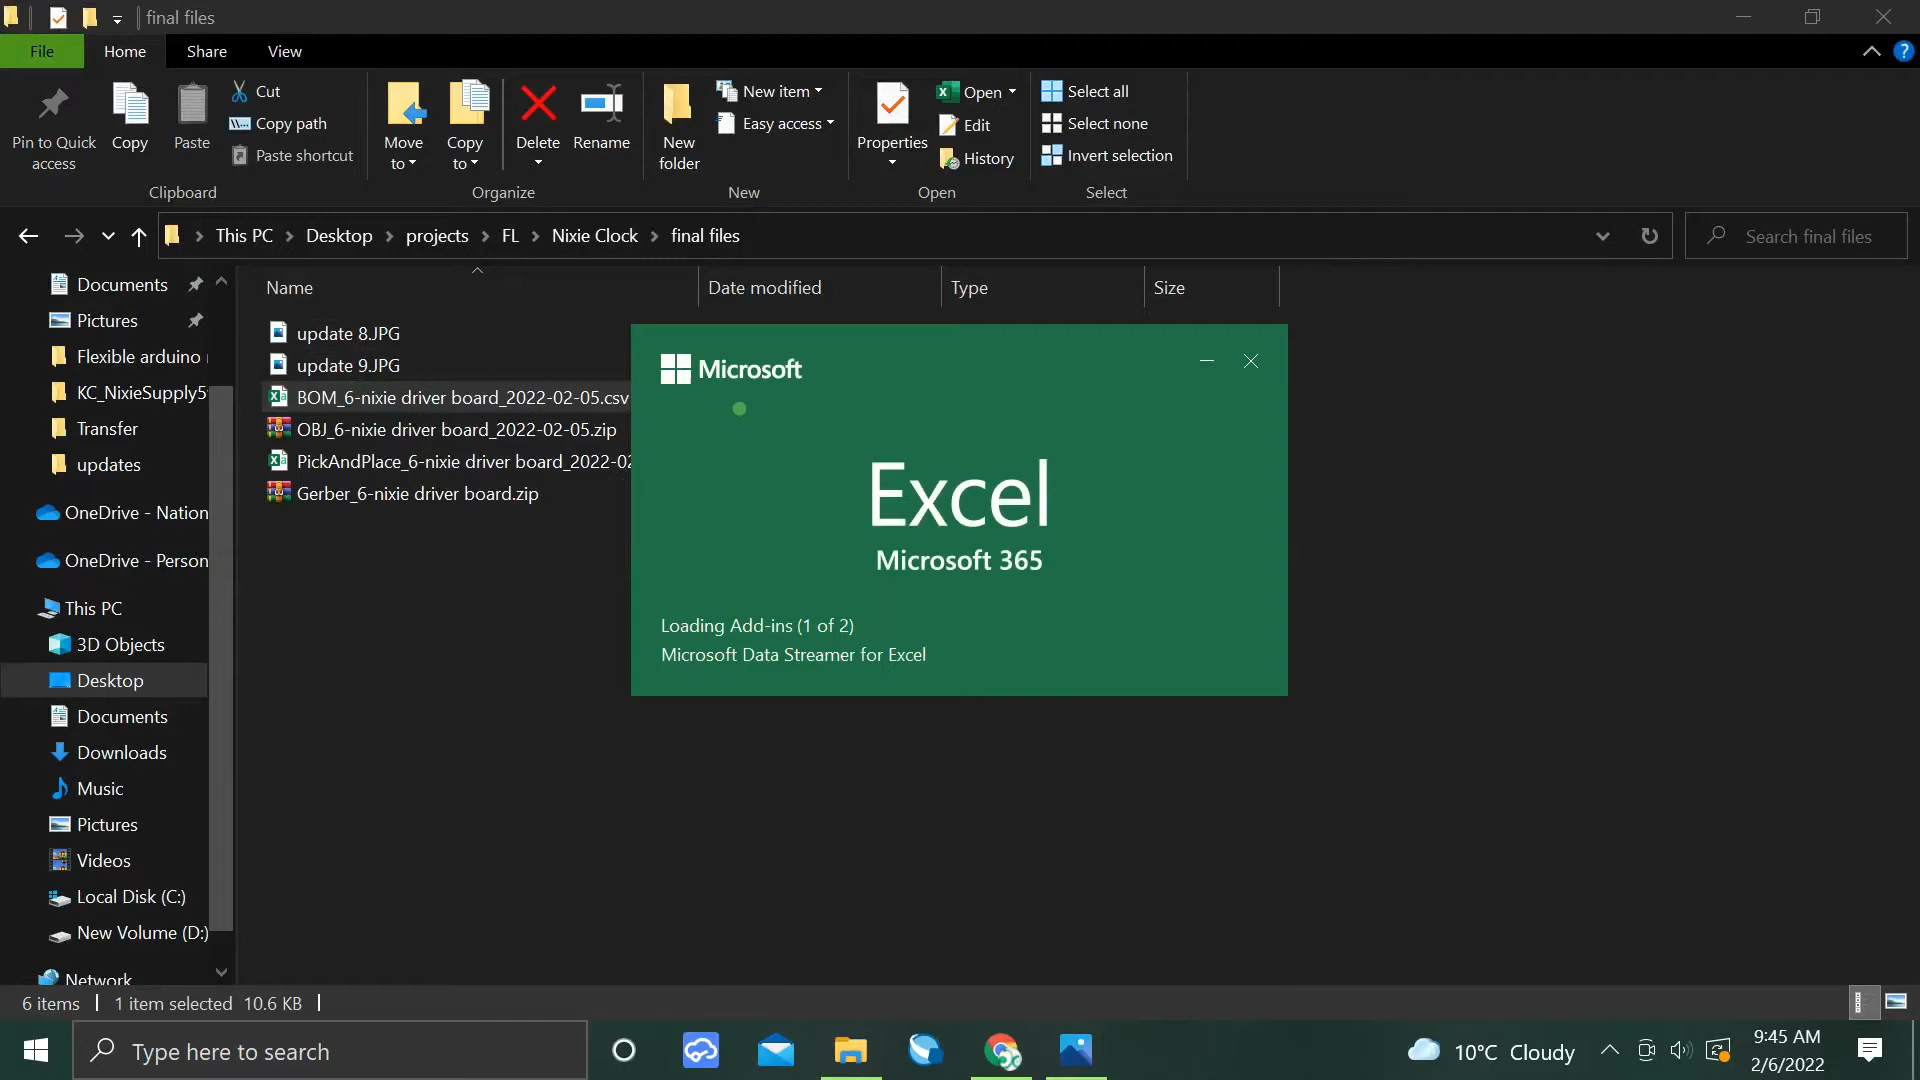 final files
File
Home
Share
View
Pin to Quick access
Copy
Paste
Cut
Copy path
Paste shortcut
Clipboard
Move to
Copy to
Delete
Rename
Organize
New folder
New item
Easy access
New
Properties
Open
Edit
History
Open
Select all
Select none
Invert selection
Select
This PC
Desktop
projects
FL
Nixie Clock
final files
Search final files
Documents
Pictures
Flexible arduino
KC_NixieSupply5
Transfer
updates
OneDrive - Nation
OneDrive - Person
This PC
3D Objects
Desktop
Documents
Downloads
Music
Pictures
Videos
Local Disk (C:)
New Volume (D:)
Network
Name
Date modified
Type
Size
update 8.JPG
update 9.JPG
BOM_6-nixie driver board_2022-02-05.csv
OBJ_6-nixie driver board_2022-02-05.zip
PickAndPlace_6-nixie driver board_2022-02
Gerber_6-nixie driver board.zip
Microsoft
Excel
Microsoft 365
Loading Add-ins (1 of 2)
Microsoft Data Streamer for Excel
6 items
1 item selected 10.6 KB
Type here to search
10°C Cloudy
9:45 AM
2/6/2022